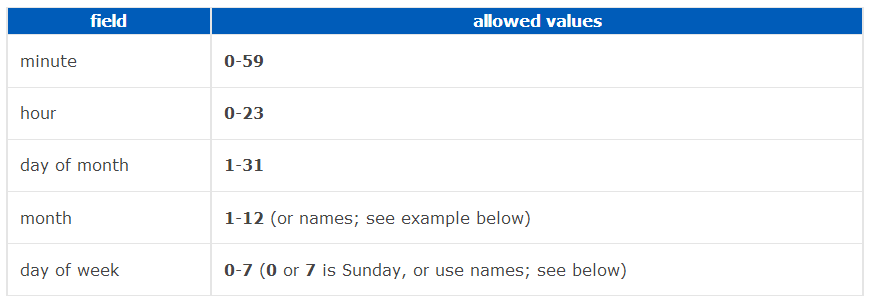 field allowed values
minute 0-59
hour 0-23
day of month 1-31
month 1-12 (or names; see example below)
day of week 0-7 (0 or 7 is Sunday, or use names; see below)